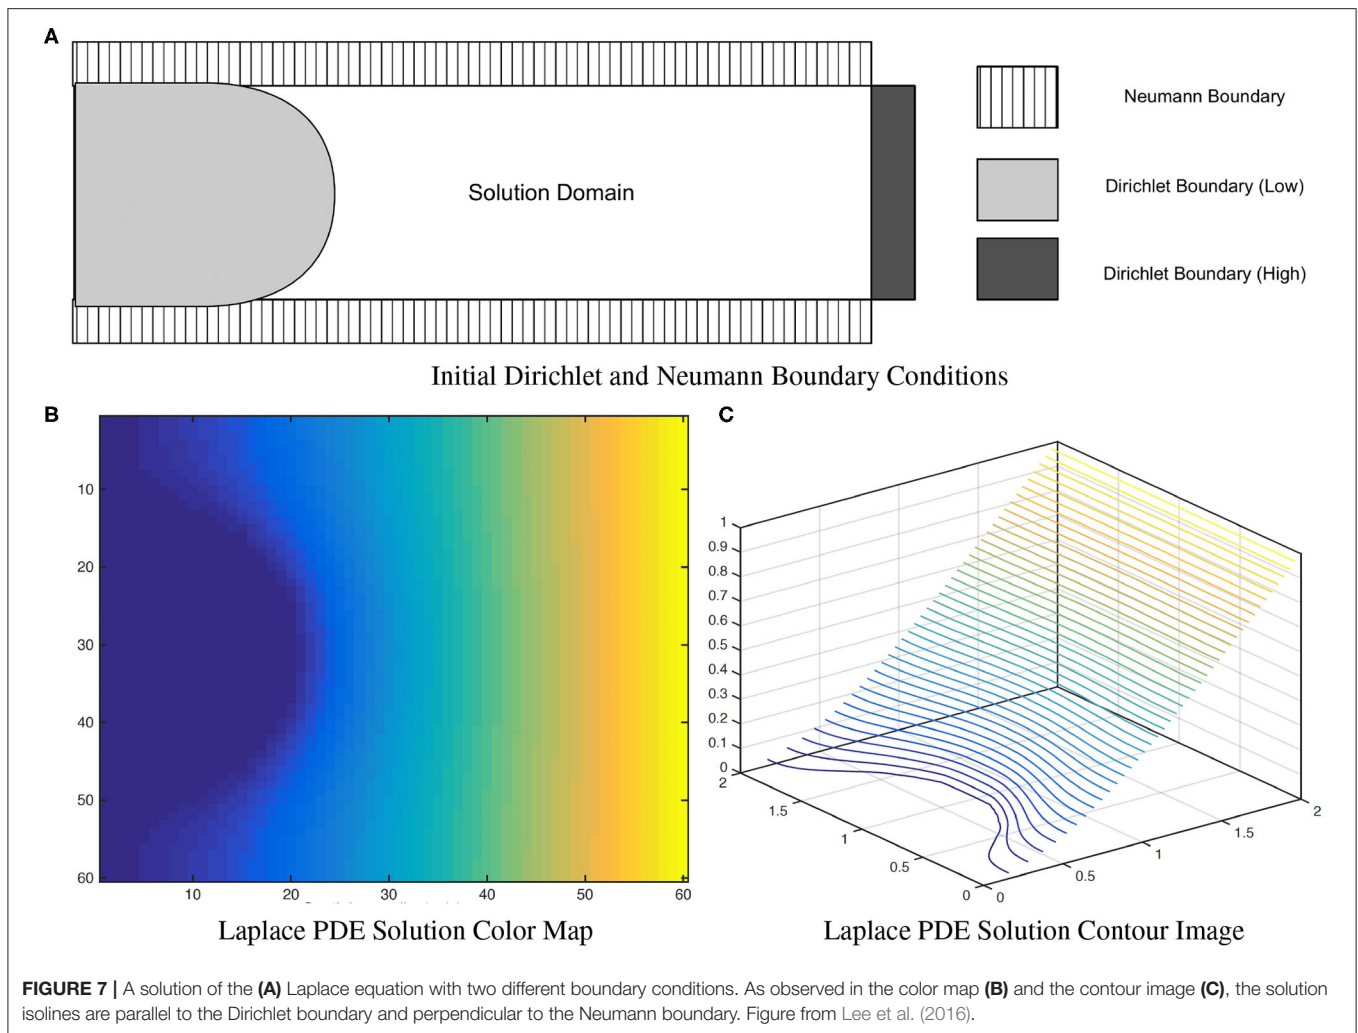 A
Neumann Boundary
Solution Domain
Dirichlet Boundary (Low)
Dirichlet Boundary (High)
Initial Dirichlet and Neumann Boundary Conditions
B
10
20
30
40
50
60
10 20 30 40 50 60
Laplace PDE Solution Color Map
C
1
0.9
0.8
0.7
0.6
0.5
0.4
0.3
0.2
0.1
0
2
1.5
1
0.5
0
0
0.5
1
1.5
2
Laplace PDE Solution Contour Image
FIGURE 7 | A solution of the (A) Laplace equation with two different boundary conditions. As observed in the color map (B) and the contour image (C), the solution
isolines are parallel to the Dirichlet boundary and perpendicular to the Neumann boundary. Figure from Lee et al. (2016).